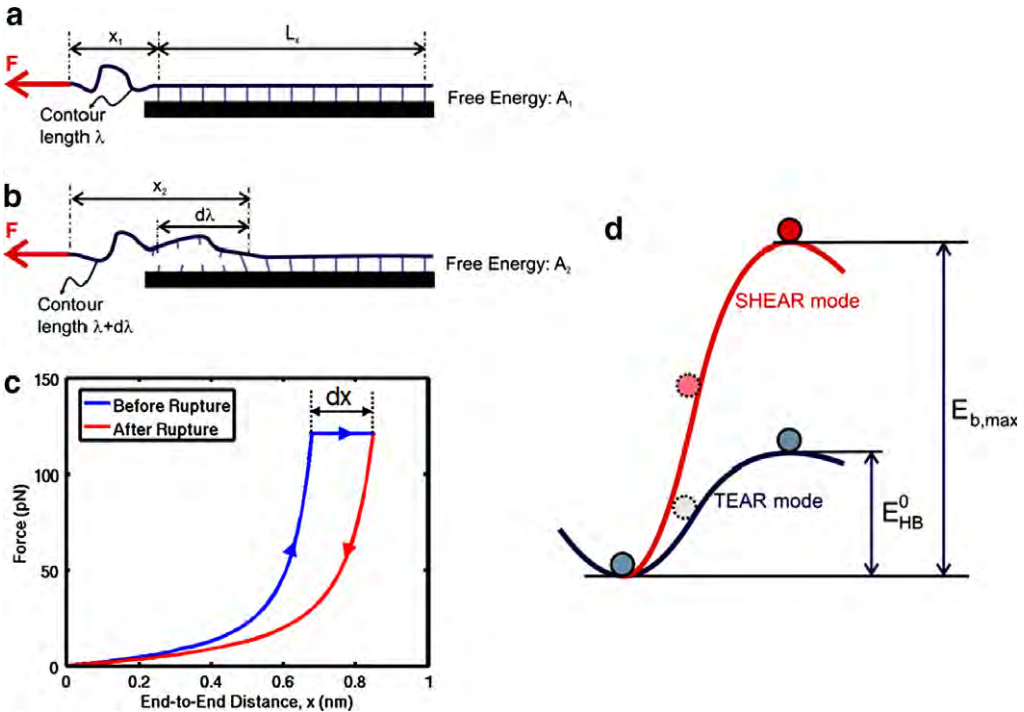 a
x₁
Lₓ
F
Contour
length λ
Free Energy: A₁
b
x₂
dλ
F
Contour
length λ+dλ
Free Energy: A₂
c
150
100
50
0
Force (pN)
Before Rupture
After Rupture
dx
0 0.2 0.4 0.6 0.8 1
End-to-End Distance, x (nm)
d
SHEAR mode
TEAR mode
E⁰HB
Eb,max